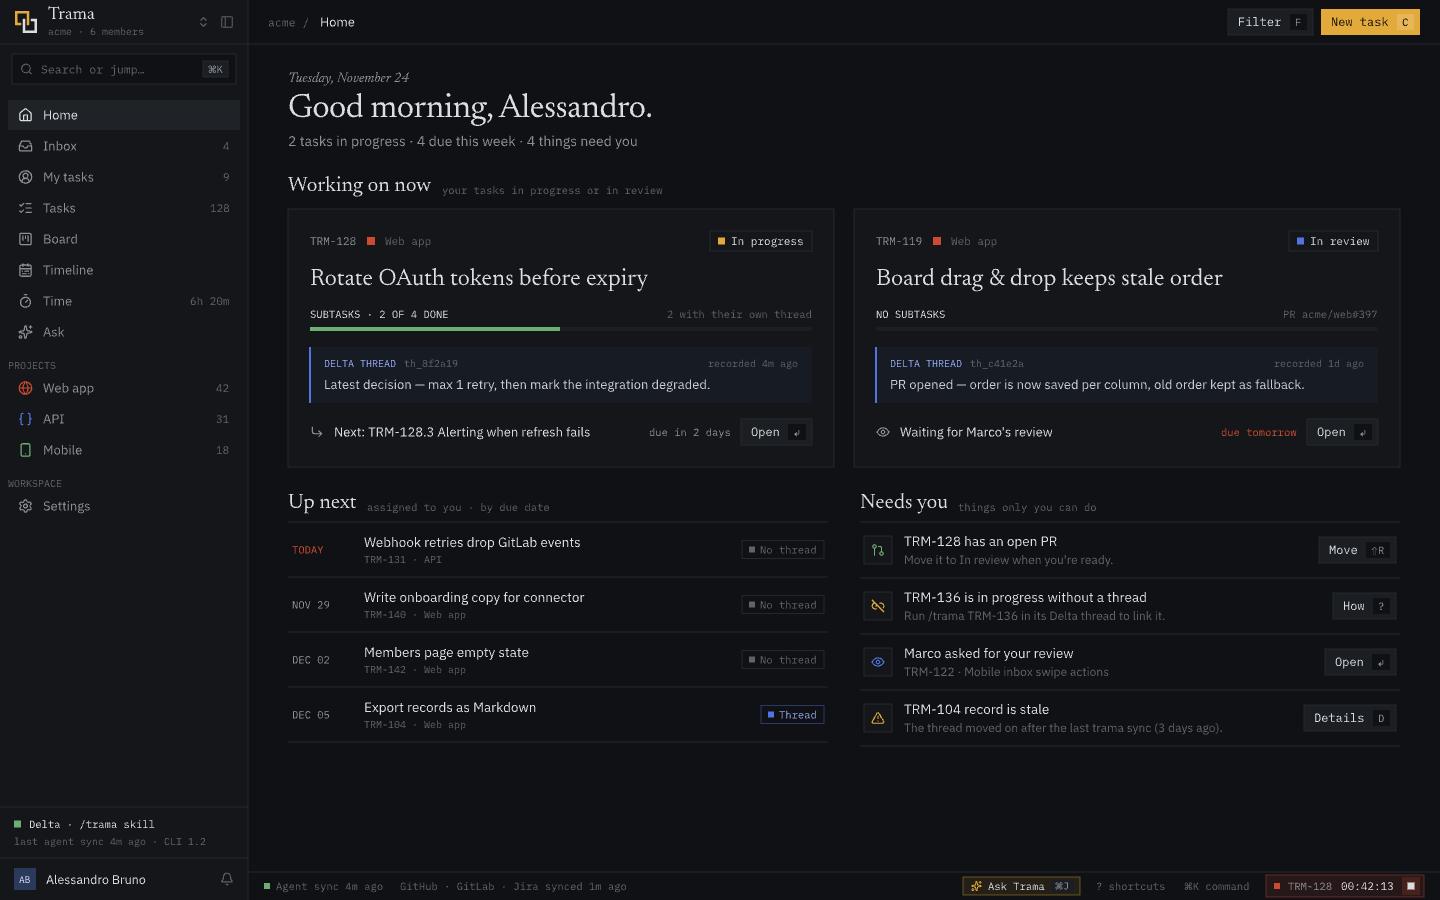 Trama
acme · 6 members
Search or jump… ⌘K
Home
Inbox 4
My tasks 9
Tasks 128
Board
Timeline
Time 6h 20m
Ask
PROJECTS
Web app 42
API 31
Mobile 18
WORKSPACE
Settings
Delta · /trama skill
last agent sync 4m ago · CLI 1.2
AB Alessandro Bruno
acme / Home
Filter F
New task C
Tuesday, November 24
Good morning, Alessandro.
2 tasks in progress · 4 due this week · 4 things need you
Working on now your tasks in progress or in review
TRM-128 Web app In progress
Rotate OAuth tokens before expiry
SUBTASKS · 2 OF 4 DONE 2 with their own thread
DELTA THREAD th_8f2a19 recorded 4m ago
Latest decision — max 1 retry, then mark the integration degraded.
Next: TRM-128.3 Alerting when refresh fails due in 2 days Open ↲
TRM-119 Web app In review
Board drag & drop keeps stale order
NO SUBTASKS PR acme/web#397
DELTA THREAD th_c41e2a recorded 1d ago
PR opened — order is now saved per column, old order kept as fallback.
Waiting for Marco's review due tomorrow Open ↲
Up next assigned to you · by due date
TODAY Webhook retries drop GitLab events No thread
TRM-131 · API
NOV 29 Write onboarding copy for connector No thread
TRM-140 · Web app
DEC 02 Members page empty state No thread
TRM-142 · Web app
DEC 05 Export records as Markdown Thread
TRM-104 · Web app
Needs you things only you can do
TRM-128 has an open PR Move ⇧R
Move it to In review when you're ready.
TRM-136 is in progress without a thread How ?
Run /trama TRM-136 in its Delta thread to link it.
Marco asked for your review Open ↲
TRM-122 · Mobile inbox swipe actions
TRM-104 record is stale Details D
The thread moved on after the last trama sync (3 days ago).
Agent sync 4m ago GitHub · GitLab · Jira synced 1m ago Ask Trama ⌘J ? shortcuts ⌘K command TRM-128 00:42:13